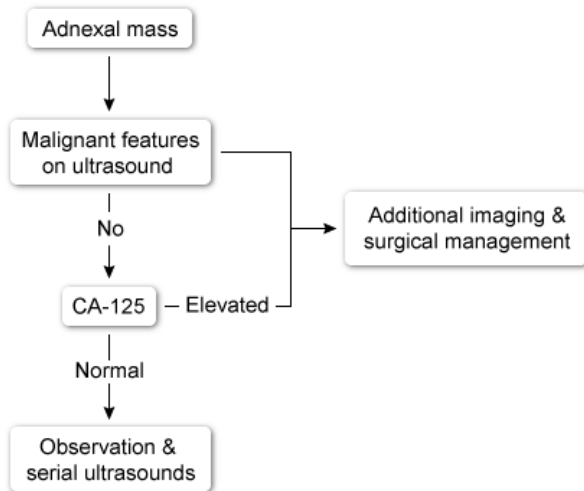 Adnexal mass
Malignant features
on ultrasound
No
Additional imaging &
surgical management
CA-125
Elevated
Normal
Observation &
serial ultrasounds